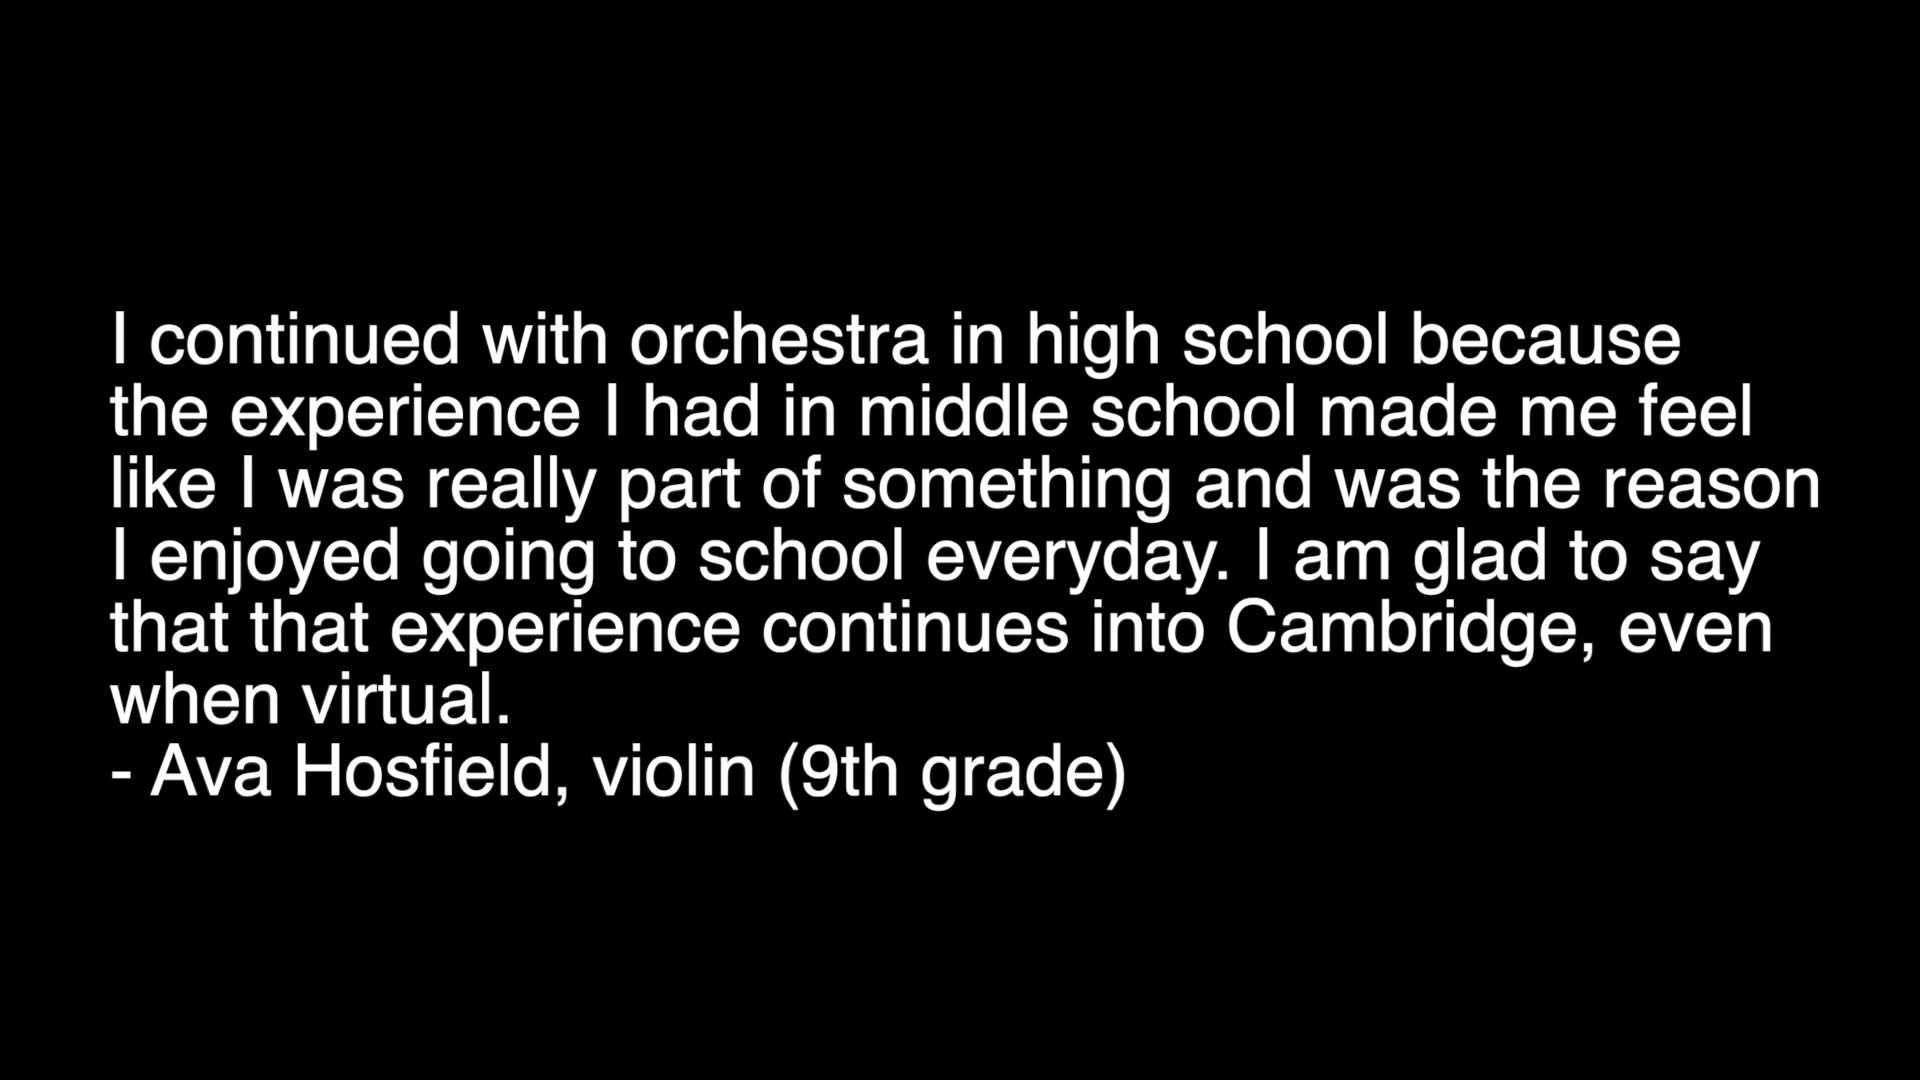 I continued with orchestra in high school because
the experience I had in middle school made me feel
like I was really part of something and was the reason
I enjoyed going to school everyday. I am glad to say
that that experience continues into Cambridge, even
when virtual.
- Ava Hosfield, violin (9th grade)